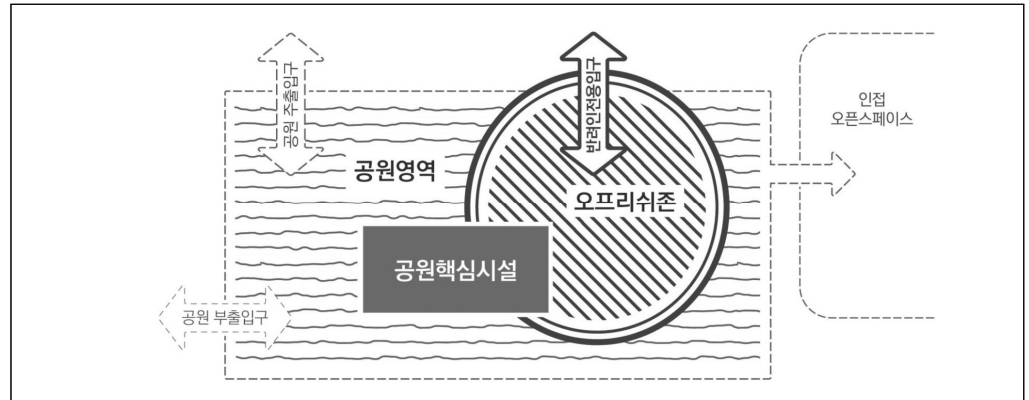 공원 주출입구
반려인전용입구
인접
오픈스페이스
공원영역
오프리쉬존
공원핵심시설
공원 부출입구